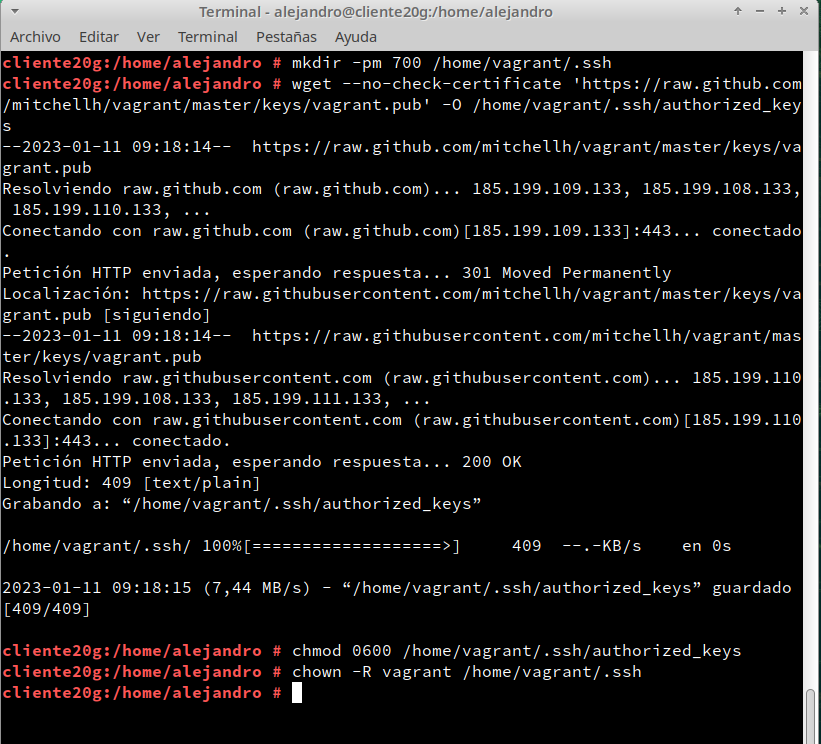 Terminal - alejandro@cliente20g:/home/alejandro
Archivo Editar Ver Terminal Pestañas Ayuda
cliente20g:/home/alejandro # mkdir -pm 700 /home/vagrant/.ssh
cliente20g:/home/alejandro # wget --no-check-certificate 'https://raw.github.com
/mitchellh/vagrant/master/keys/vagrant.pub' -O /home/vagrant/.ssh/authorized_key
s
--2023-01-11 09:18:14--  https://raw.github.com/mitchellh/vagrant/master/keys/va
grant.pub
Resolviendo raw.github.com (raw.github.com)... 185.199.109.133, 185.199.108.133,
 185.199.110.133, ...
Conectando con raw.github.com (raw.github.com)[185.199.109.133]:443... conectado
.
Petición HTTP enviada, esperando respuesta... 301 Moved Permanently
Localización: https://raw.githubusercontent.com/mitchellh/vagrant/master/keys/va
grant.pub [siguiendo]
--2023-01-11 09:18:14--  https://raw.githubusercontent.com/mitchellh/vagrant/mas
ter/keys/vagrant.pub
Resolviendo raw.githubusercontent.com (raw.githubusercontent.com)... 185.199.110
.133, 185.199.108.133, 185.199.111.133, ...
Conectando con raw.githubusercontent.com (raw.githubusercontent.com)[185.199.110
.133]:443... conectado.
Petición HTTP enviada, esperando respuesta... 200 OK
Longitud: 409 [text/plain]
Grabando a: “/home/vagrant/.ssh/authorized_keys”
/home/vagrant/.ssh/ 100%[===================>]     409  --.-KB/s    en 0s
2023-01-11 09:18:15 (7,44 MB/s) - “/home/vagrant/.ssh/authorized_keys” guardado
[409/409]
cliente20g:/home/alejandro # chmod 0600 /home/vagrant/.ssh/authorized_keys
cliente20g:/home/alejandro # chown -R vagrant /home/vagrant/.ssh
cliente20g:/home/alejandro #